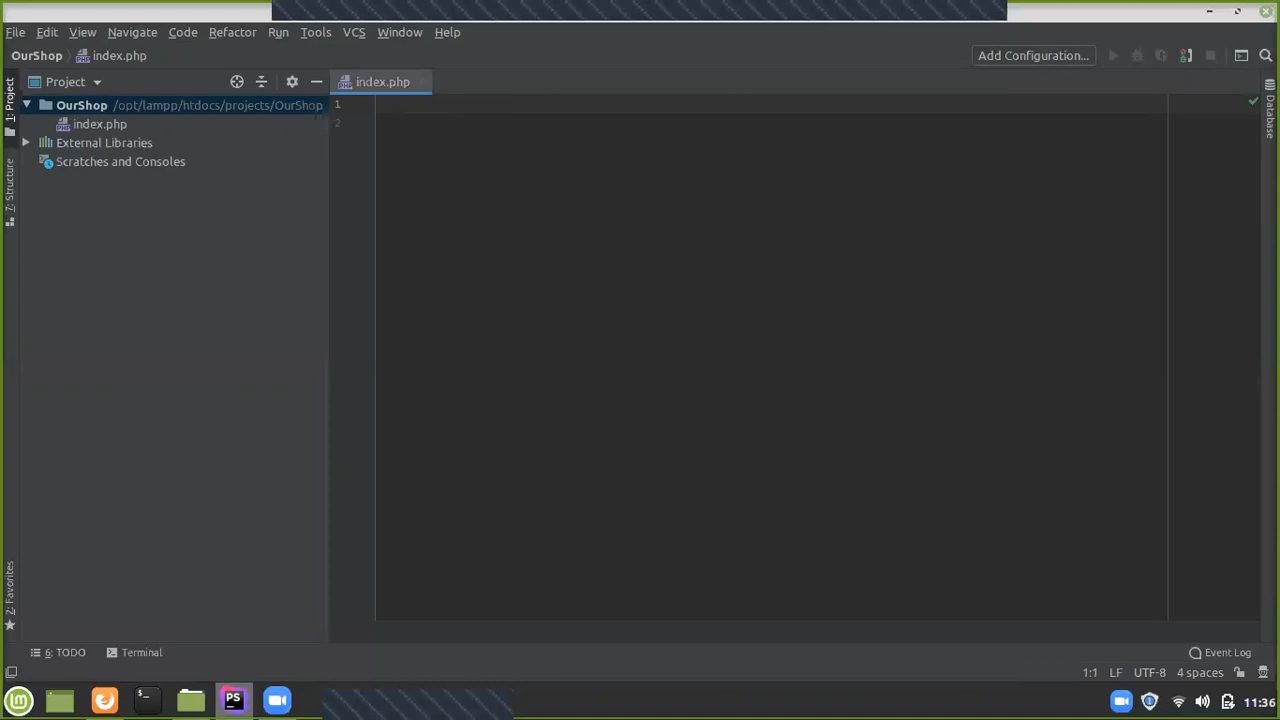 File Edit View Navigate Code Refactor Run Tools VCS Window Help
OurShop index.php Add Configuration...
Project index.php
1: Project
OurShop /opt/lampp/htdocs/projects/OurShop
index.php
External Libraries
Scratches and Consoles
1
2
Database
7: Structure
2: Favorites
6: TODO Terminal Event Log
1:1 LF UTF-8 4 spaces
PS
11:36